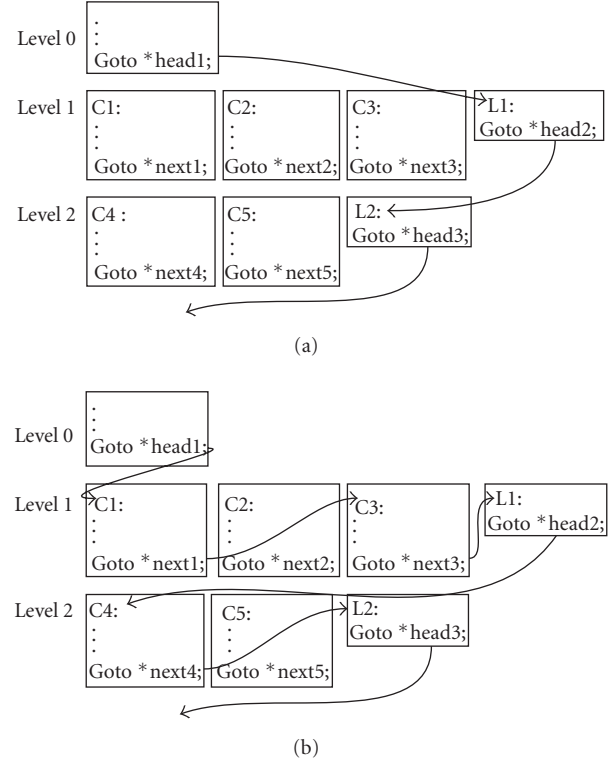 Level 0
.
.
.
Goto *head1;
Level 1
C1:
.
.
.
Goto *next1;
C2:
.
.
.
Goto *next2;
C3:
.
.
.
Goto *next3;
L1:
Goto *head2;
Level 2
C4 :
.
.
.
Goto *next4;
C5:
.
.
.
Goto *next5;
L2:
Goto *head3;
(a)
Level 0
.
.
.
Goto *head1;
Level 1
C1:
.
.
.
Goto *next1;
C2:
.
.
.
Goto *next2;
C3:
.
.
.
Goto *next3;
L1:
Goto *head2;
Level 2
C4:
.
.
.
Goto *next4;
C5:
.
.
.
Goto *next5;
L2:
Goto *head3;
(b)